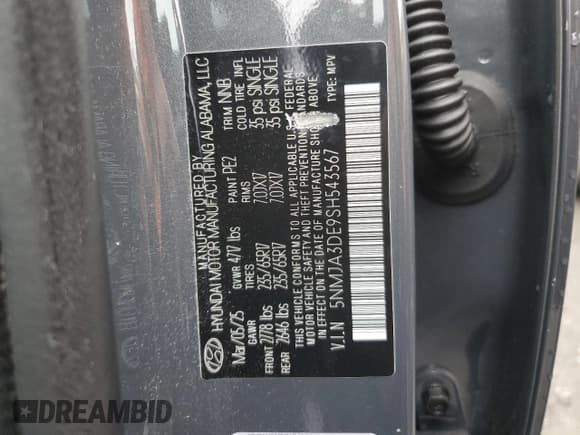 MANUFACTURED BY
HYUNDAI MOTOR MANUFACTURING ALABAMA, LLC
Mar/05/25 PAINT PE2 TRIM NNB
GVWR 4717 lbs
GAWR TIRES RIMS COLD TIRE INFL
FRONT 2778 lbs 235/65R17 7.0JX17 35 psi SINGLE
REAR 2646 lbs 235/65R17 7.0JX17 35 psi SINGLE
THIS VEHICLE CONFORMS TO ALL APPLICABLE U.S. FEDERAL
MOTOR VEHICLE SAFETY AND THEFT PREVENTION STANDARDS
IN EFFECT ON THE DATE OF MANUFACTURE SHOWN ABOVE.
V.I.N 5NMJA3DE9SH543567 TYPE: MPV
DREAMBID